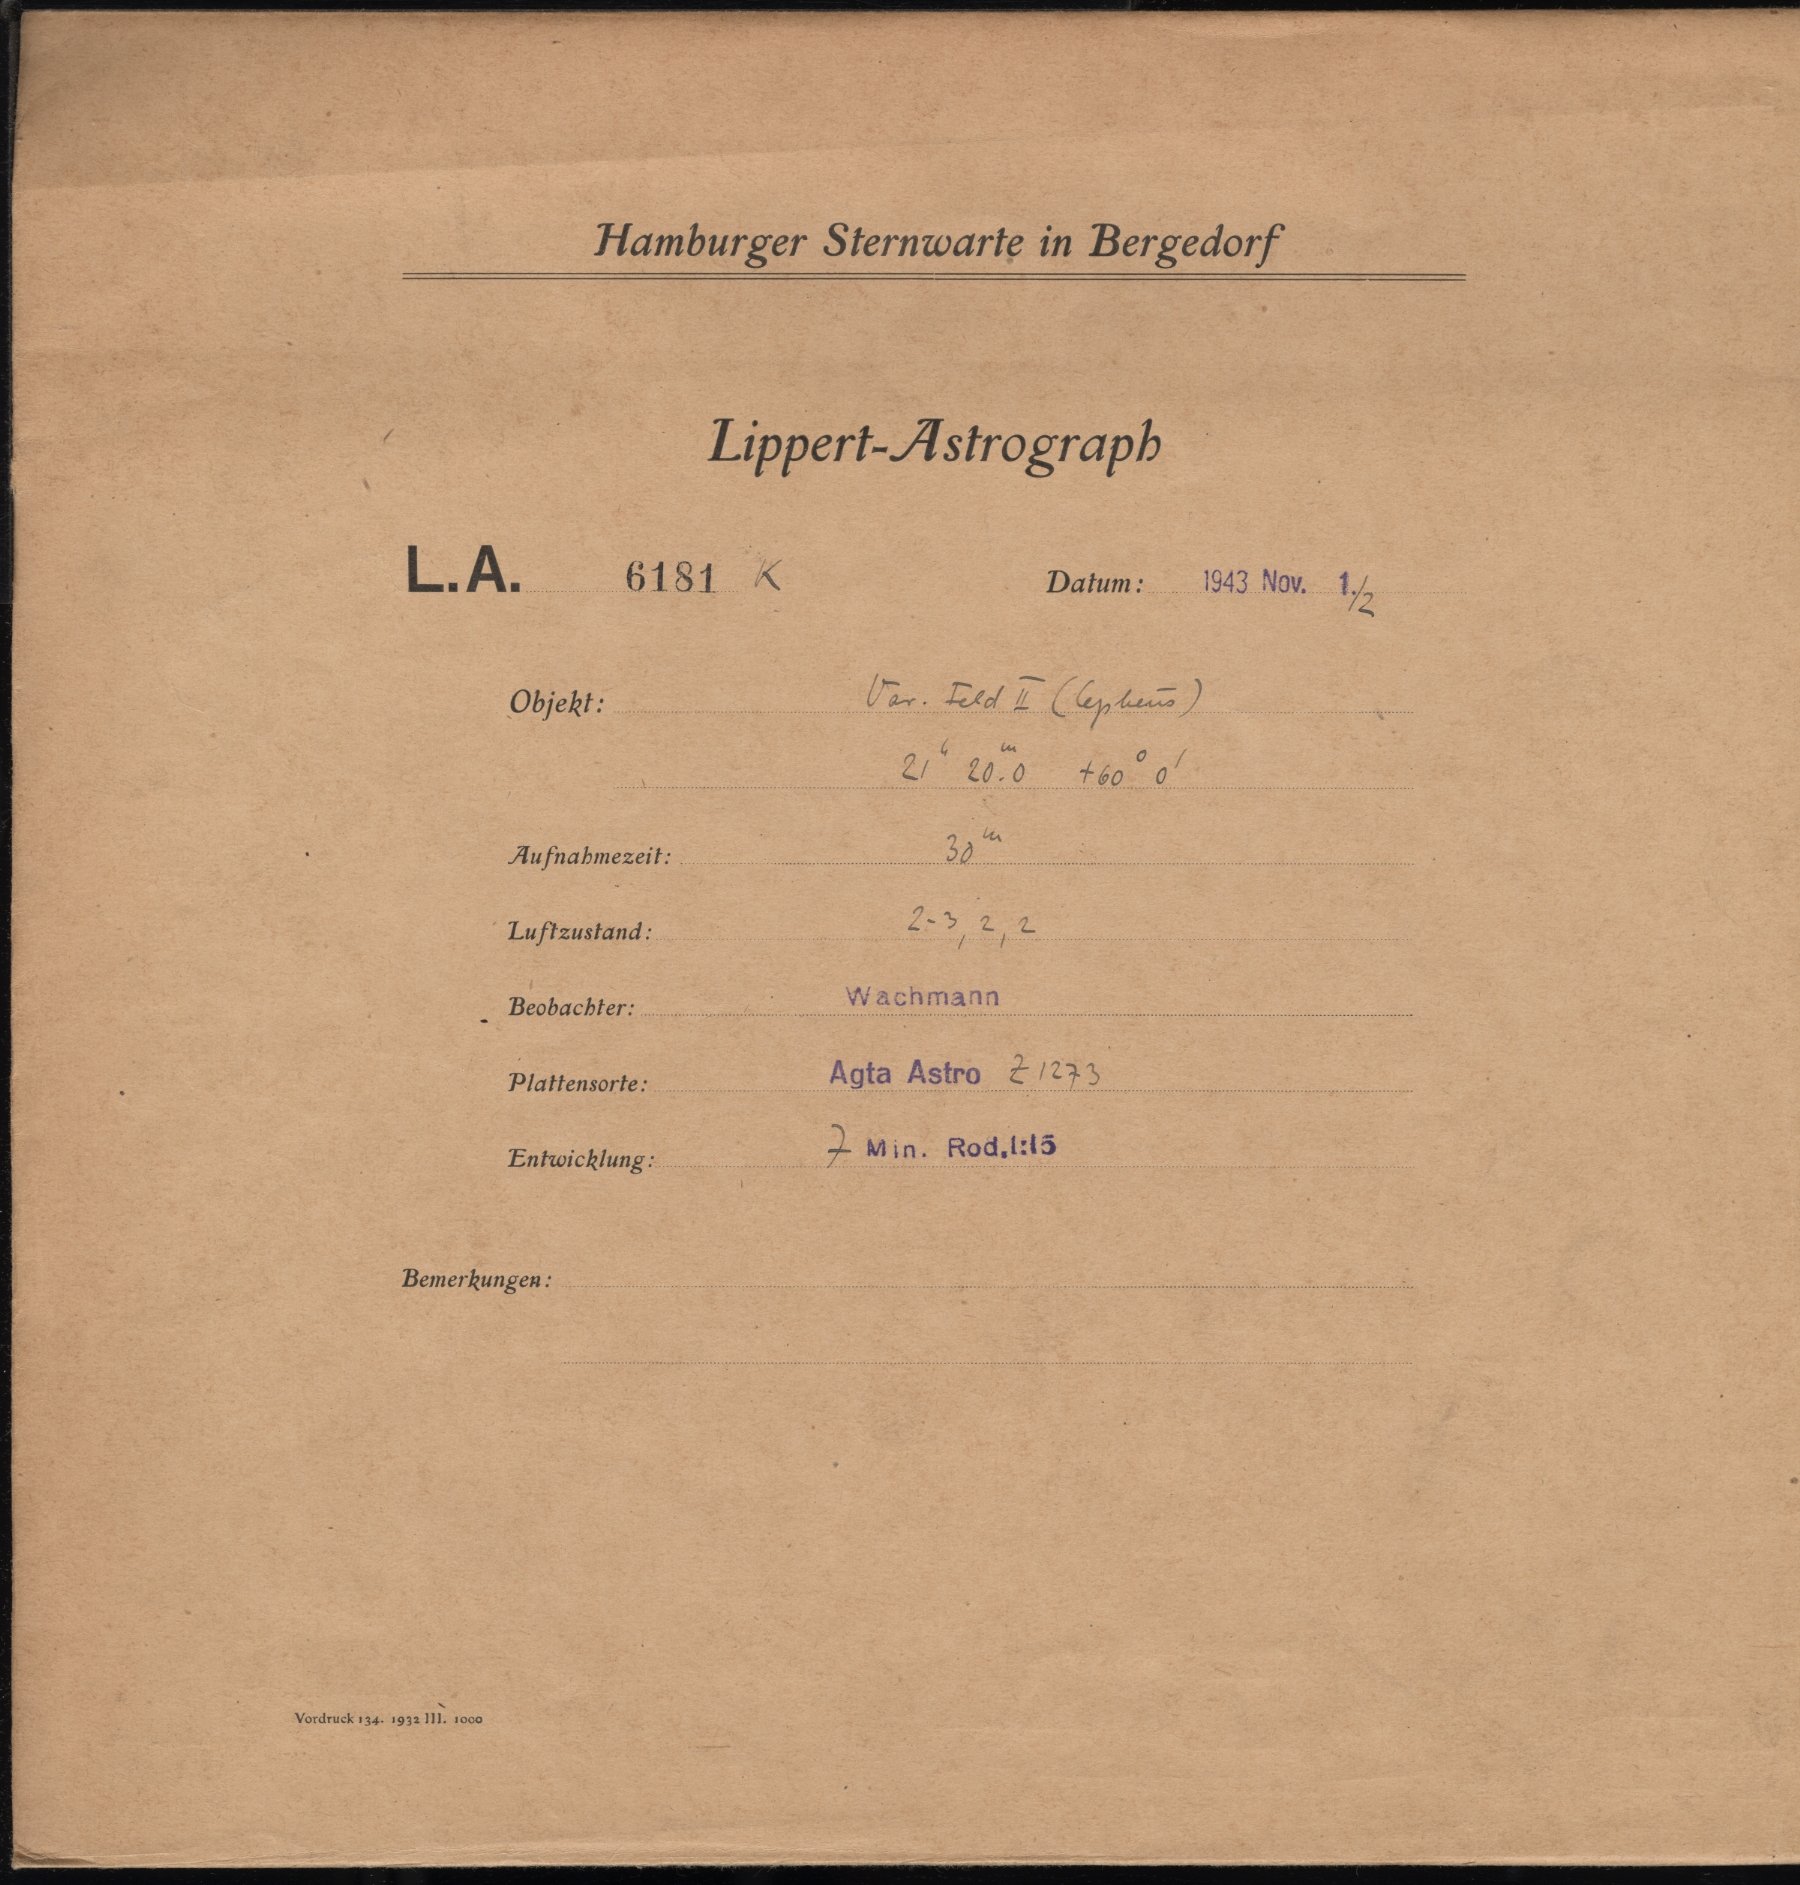 Hamburger Sternwarte in Bergedorf
Lippert-Astrograph
L.A. 6181 K Datum: 1943 Nov. 1./2
Objekt: Var. Feld II (Cepheus)
21h 20.m0 +60° 0'
Aufnahmezeit: 30m
Luftzustand: 2-3, 2, 2
Beobachter: Wachmann
Plattensorte: Agfa Astro Z 1273
Entwicklung: 7 Min. Rod. 1:15
Bemerkungen:
Vordruck 134. 1932 III. 1000